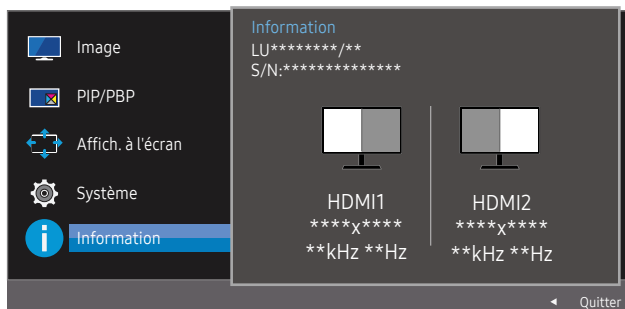 Image
PIP/PBP
Affich. à l'écran
Système
Information
Information
LU********/**
S/N:**************
HDMI1
****x****
**kHz **Hz
HDMI2
****x****
**kHz **Hz
Quitter